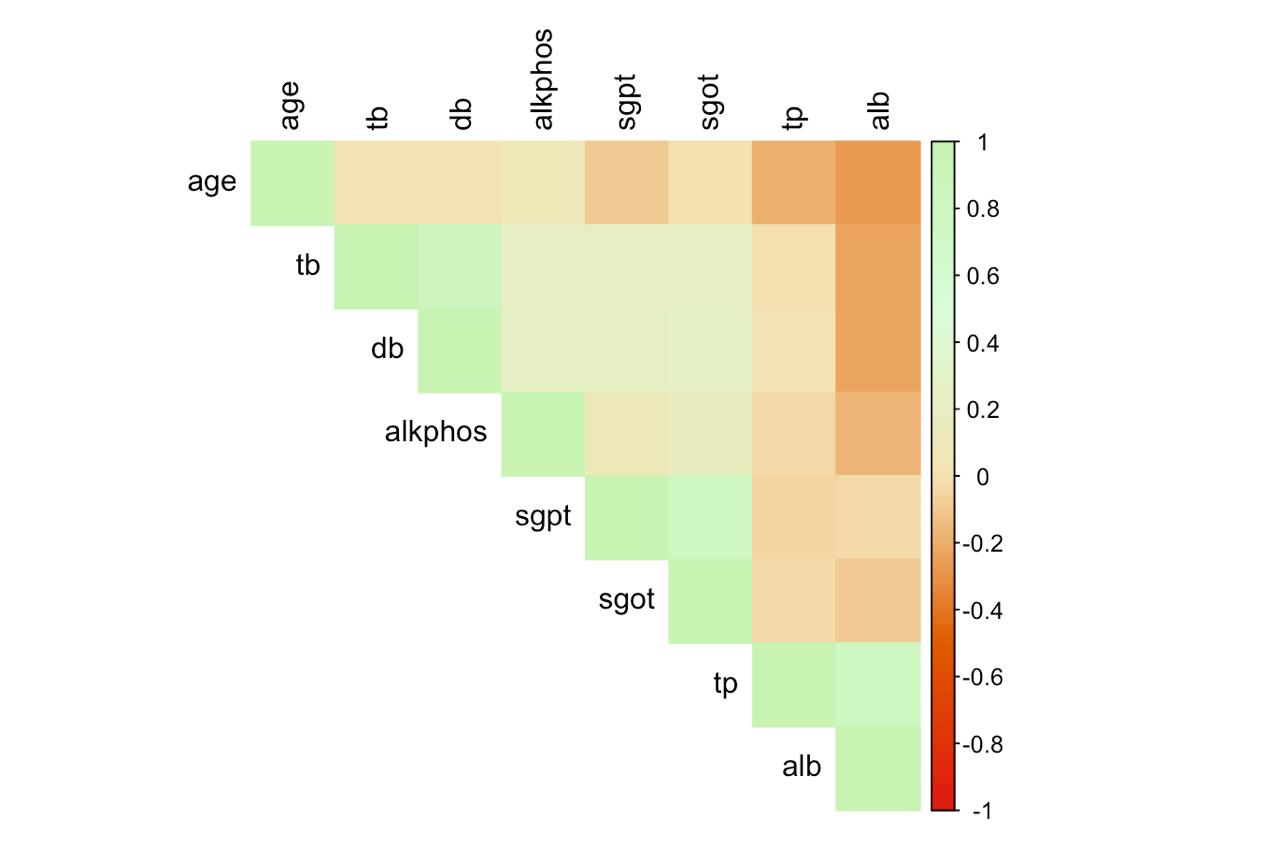 age
tb
db
alkphos
sgpt
sgot
tp
alb
age
tb
db
alkphos
sgpt
sgot
tp
alb
1
0.8
0.6
0.4
0.2
0
-0.2
-0.4
-0.6
-0.8
-1